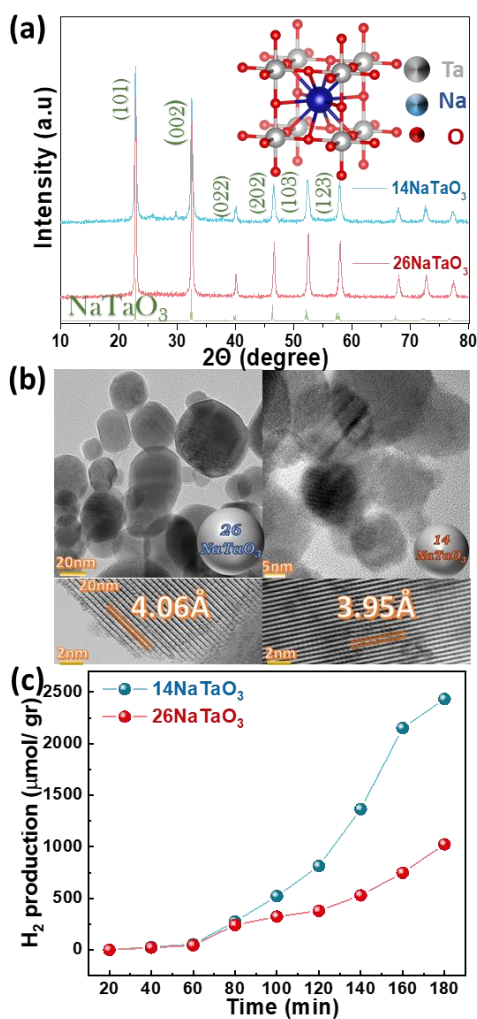 (a)
Intensity (a.u)
(101)
(002)
(022)
(202)
(103)
(123)
Ta
Na
O
14NaTaO₃
26NaTaO₃
NaTaO₃
10 20 30 40 50 60 70 80
2Θ (degree)
(b)
26
NaTaO₃
20nm
14
NaTaO₃
5nm
20nm
4.06Å
2nm
3.95Å
2nm
(c)
14NaTaO₃
26NaTaO₃
H₂ production (μmol/ gr)
2500
2000
1500
1000
500
0
20 40 60 80 100 120 140 160 180
Time (min)